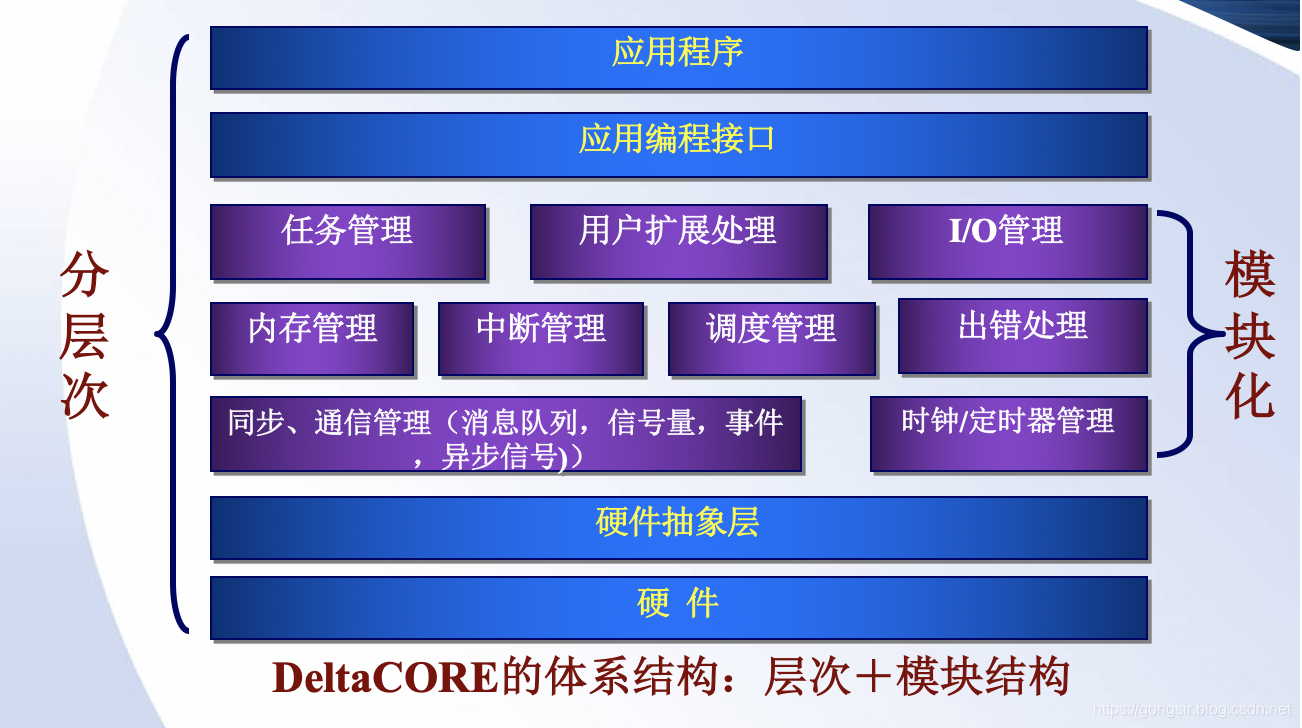 应用程序
应用编程接口
任务管理
用户扩展处理
I/O管理
内存管理
中断管理
调度管理
出错处理
同步、通信管理（消息队列，信号量，事件
，异步信号)）
时钟/定时器管理
硬件抽象层
硬 件
分
层
次
模
块
化
DeltaCORE的体系结构：层次＋模块结构
https://gongsir.blog.csdn.net